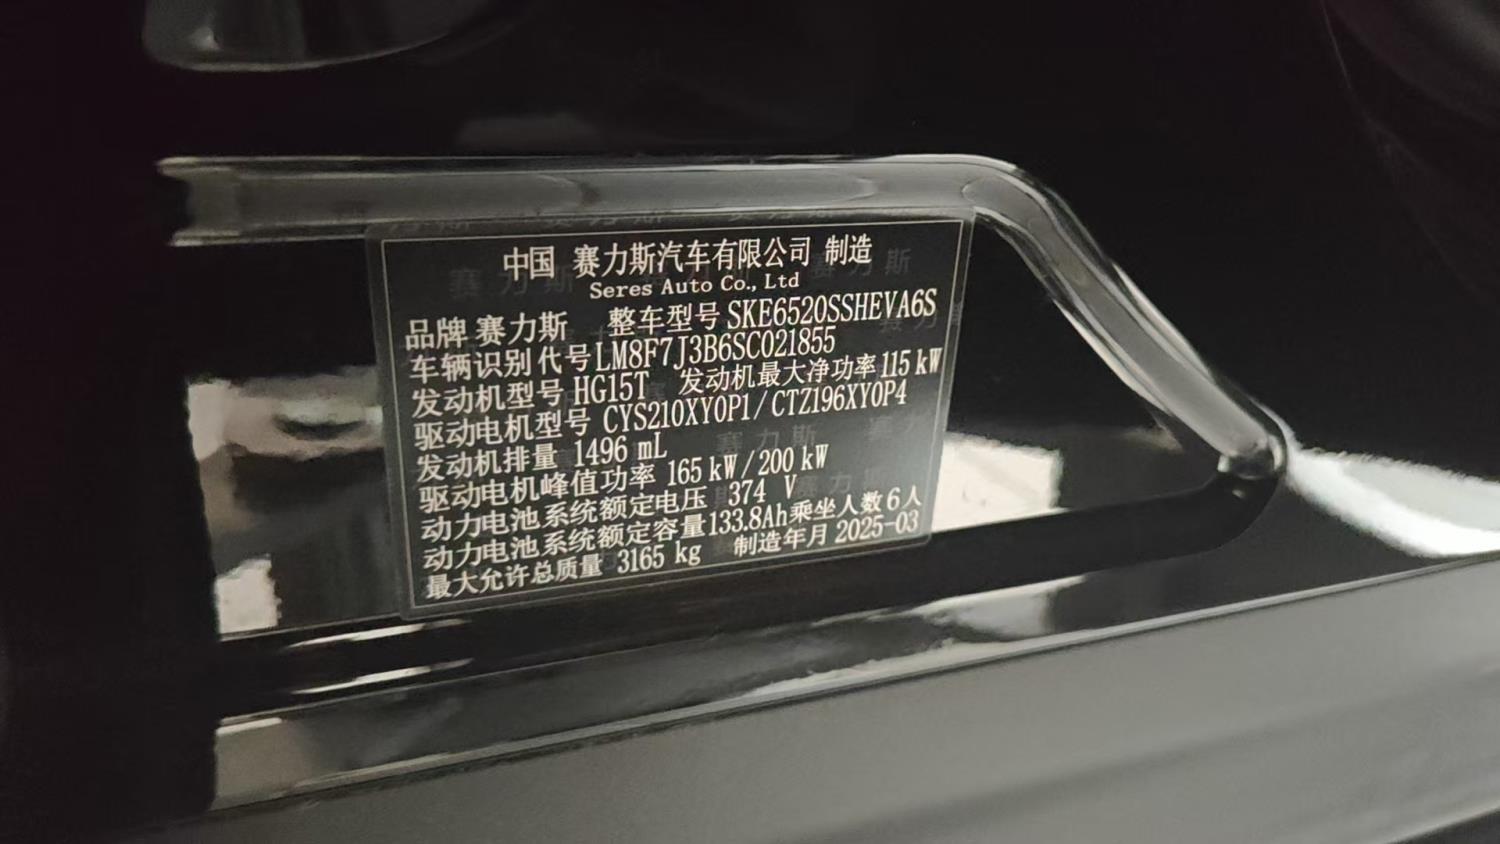 中国 赛力斯汽车有限公司 制造
Seres Auto Co., Ltd
品牌 赛力斯 整车型号 SKE6520SSHEVA6S
车辆识别代号 LM8F7J3B6SC021855
发动机型号 HG15T 发动机最大净功率 115 kW
驱动电机型号 CYS210XY0P1/CTZ196XY0P4
发动机排量 1496 mL
驱动电机峰值功率 165 kW/200 kW
动力电池系统额定电压 374 V
动力电池系统额定容量 133.8Ah 乘坐人数 6人
最大允许总质量 3165 kg 制造年月 2025-03